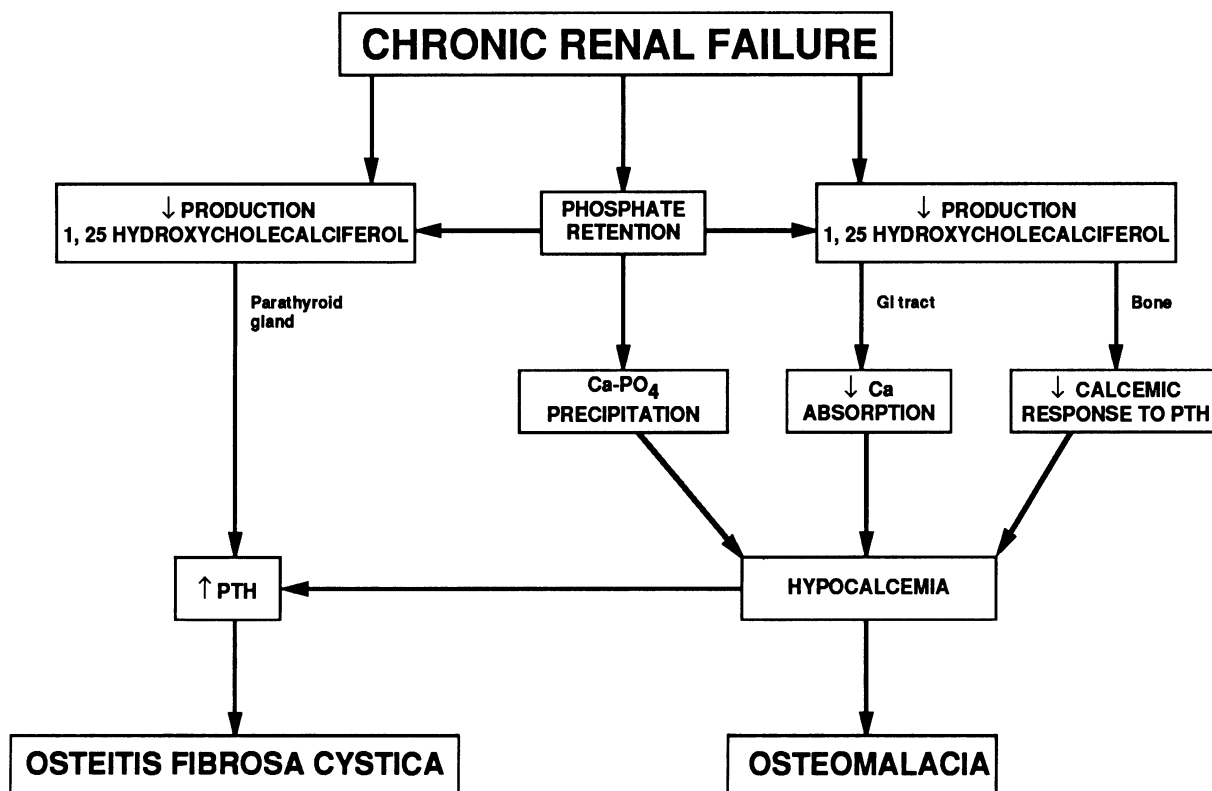 CHRONIC RENAL FAILURE
↓ PRODUCTION
1, 25 HYDROXYCHOLECALCIFEROL
PHOSPHATE
RETENTION
↓ PRODUCTION
1, 25 HYDROXYCHOLECALCIFEROL
Parathyroid
gland
GI tract
Bone
Ca-PO₄
PRECIPITATION
↓ Ca
ABSORPTION
↓ CALCEMIC
RESPONSE TO PTH
↑ PTH
HYPOCALCEMIA
OSTEITIS FIBROSA CYSTICA
OSTEOMALACIA